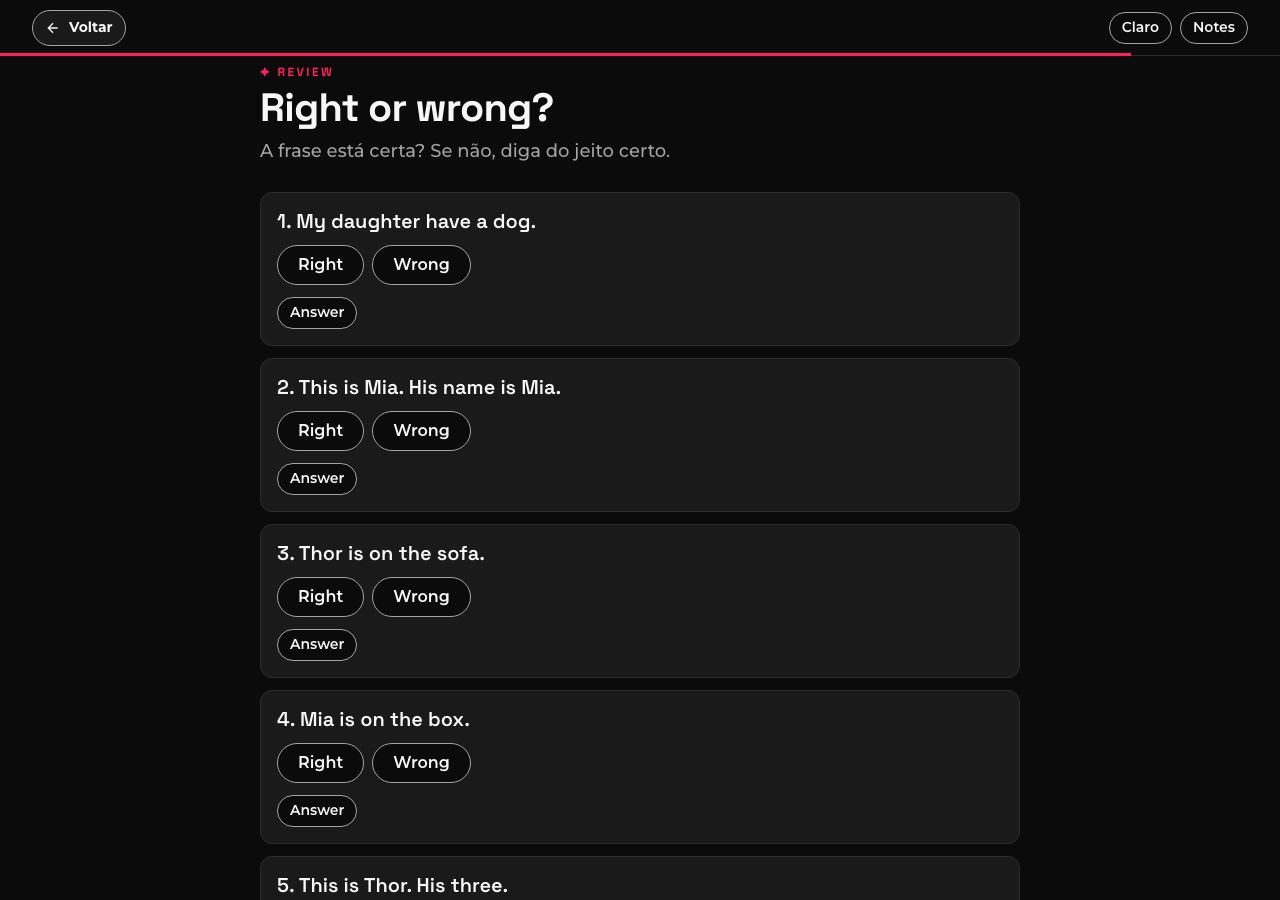 Voltar
Claro
Notes
REVIEW
Right or wrong?
A frase está certa? Se não, diga do jeito certo.
1. My daughter have a dog.
Right
Wrong
Answer
2. This is Mia. His name is Mia.
Right
Wrong
Answer
3. Thor is on the sofa.
Right
Wrong
Answer
4. Mia is on the box.
Right
Wrong
Answer
5. This is Thor. His three.